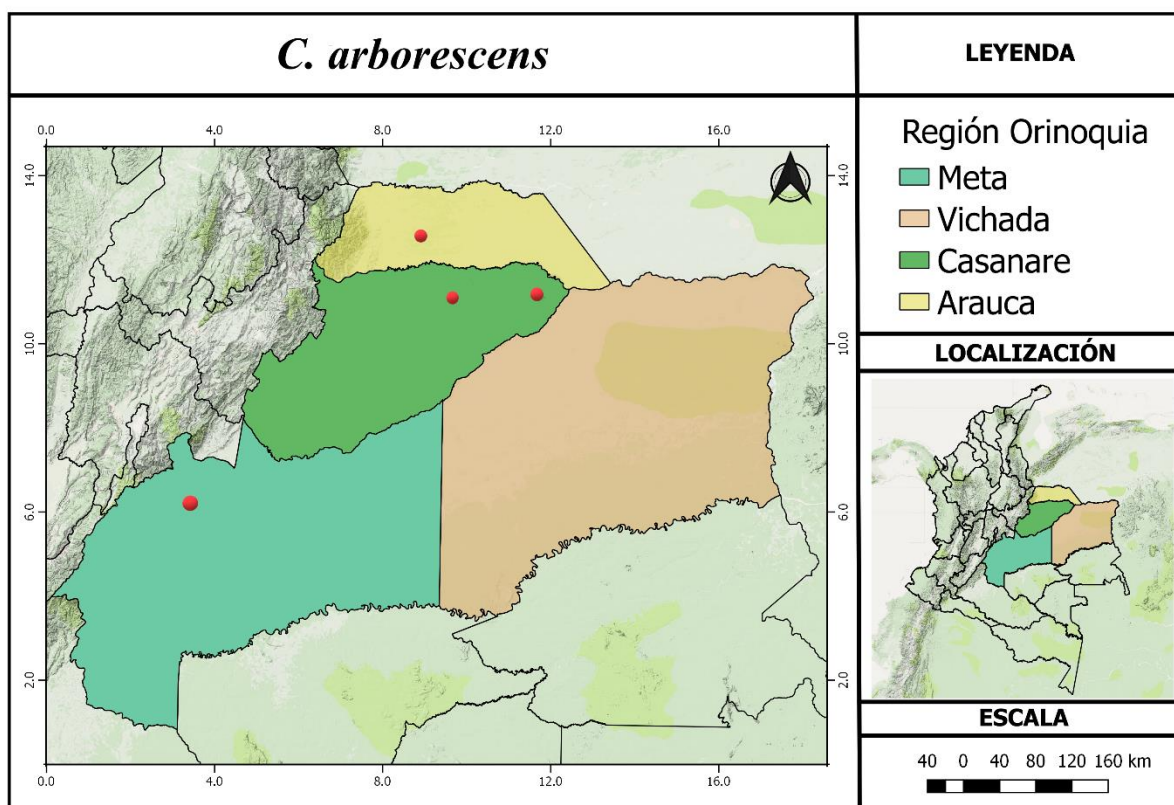 C. arborescens
LEYENDA
0.0 4.0 8.0 12.0 16.0
14.0 14.0
10.0 10.0
6.0 6.0
2.0 2.0
0.0 4.0 8.0 12.0 16.0
Región Orinoquia
Meta
Vichada
Casanare
Arauca
LOCALIZACIÓN
ESCALA
40 0 40 80 120 160 km